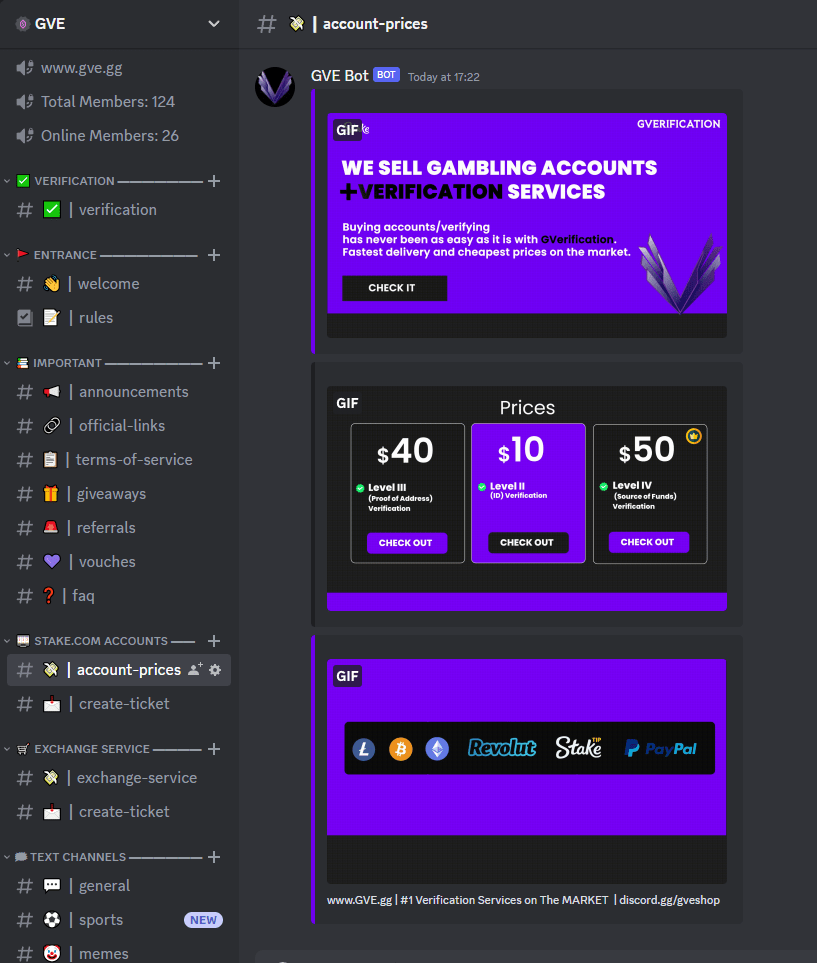 GVE
www.gve.gg
Total Members: 124
Online Members: 26
VERIFICATION
# | verification
ENTRANCE
# | welcome
| rules
IMPORTANT
# | announcements
# | official-links
# | terms-of-service
# | giveaways
# | referrals
# | vouches
# | faq
STAKE.COM ACCOUNTS
# | account-prices
# | create-ticket
EXCHANGE SERVICE
# | exchange-service
# | create-ticket
TEXT CHANNELS
# | general
# | sports NEW
# | memes
# | account-prices
GVE Bot BOT Today at 17:22
GIF
GVERIFICATION
WE SELL GAMBLING ACCOUNTS
+VERIFICATION SERVICES
Buying accounts/verifying
has never been as easy as it is with GVerification.
Fastest delivery and cheapest prices on the market.
CHECK IT
GIF
Prices
$40
Level III
(Proof of Address)
Verification
CHECK OUT
$10
Level II
(ID) Verification
CHECK OUT
$50
Level IV
(Source of Funds)
Verification
CHECK OUT
GIF
Revolut Stake TIP PayPal
www.GVE.gg | #1 Verification Services on The MARKET | discord.gg/gveshop